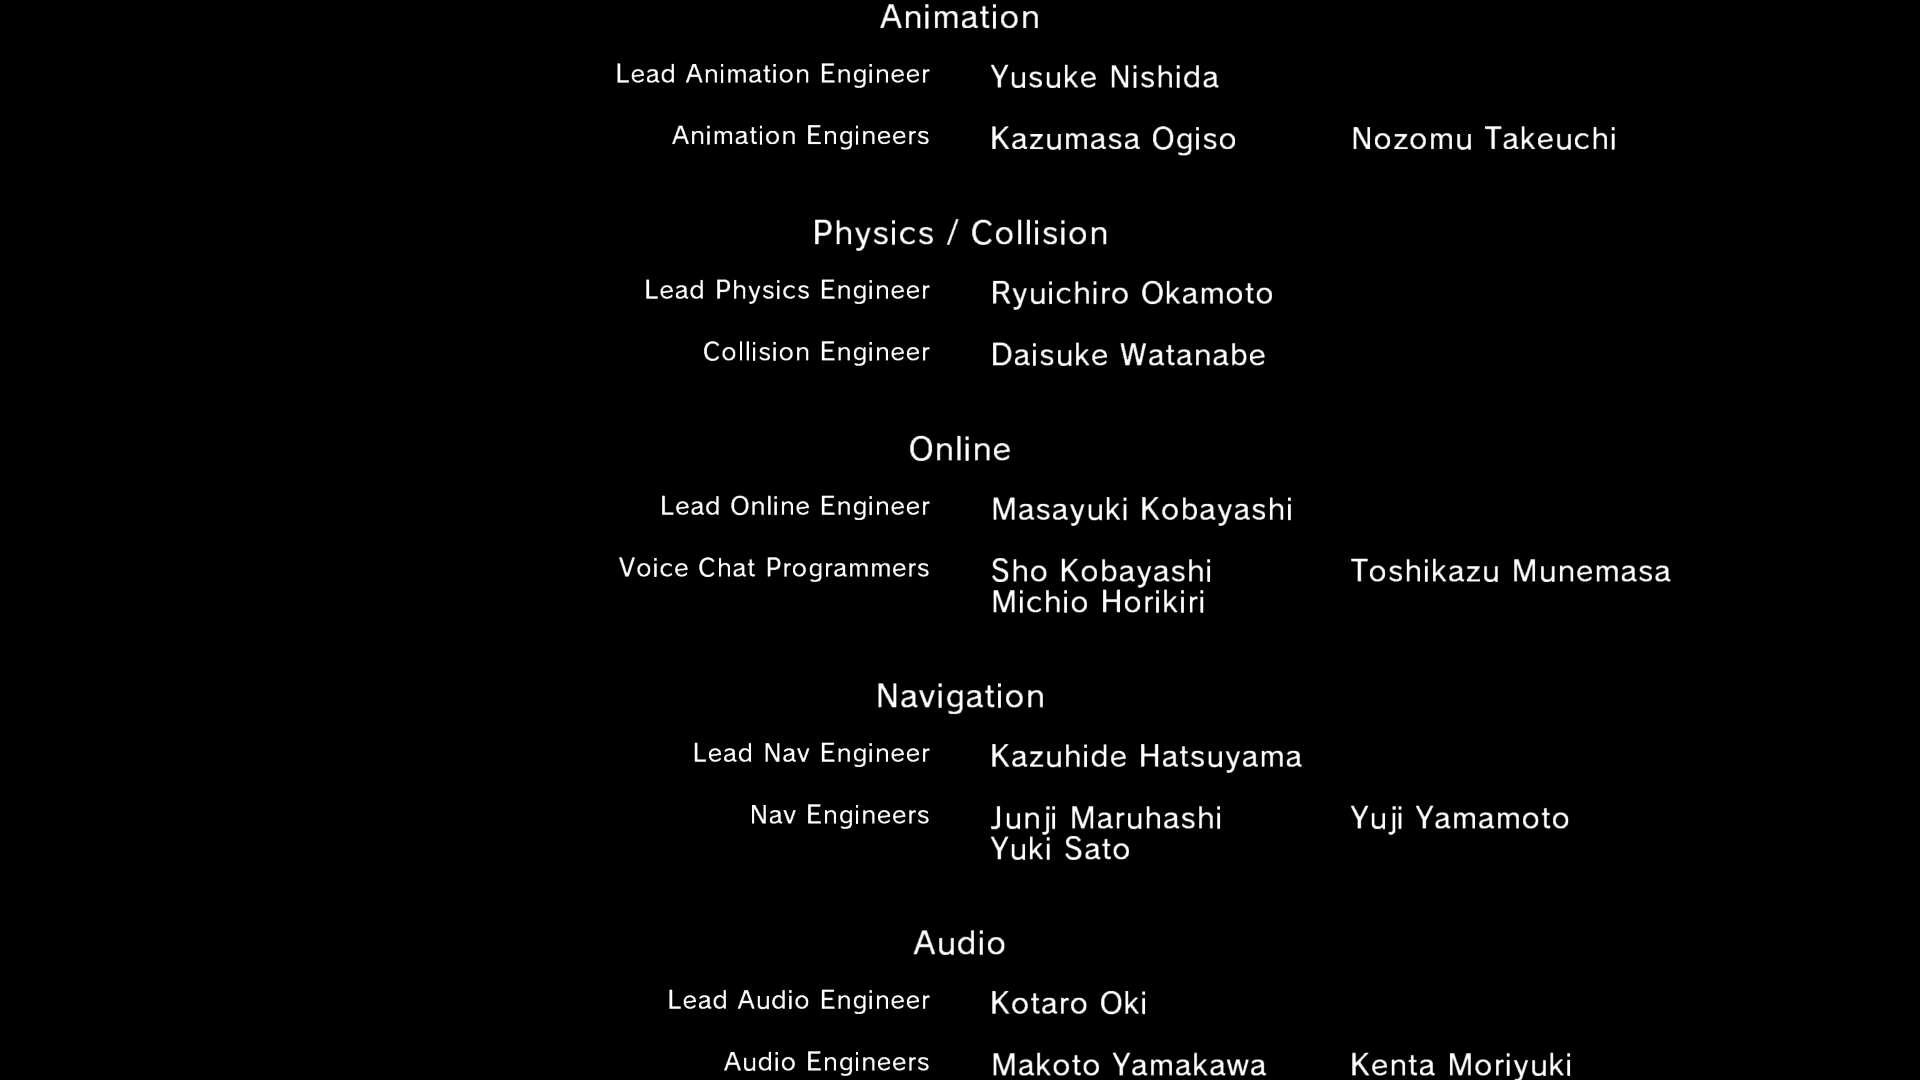 Animation
Lead Animation Engineer Yusuke Nishida
Animation Engineers Kazumasa Ogiso Nozomu Takeuchi
Physics / Collision
Lead Physics Engineer Ryuichiro Okamoto
Collision Engineer Daisuke Watanabe
Online
Lead Online Engineer Masayuki Kobayashi
Voice Chat Programmers Sho Kobayashi Toshikazu Munemasa
Michio Horikiri
Navigation
Lead Nav Engineer Kazuhide Hatsuyama
Nav Engineers Junji Maruhashi Yuji Yamamoto
Yuki Sato
Audio
Lead Audio Engineer Kotaro Oki
Audio Engineers Makoto Yamakawa Kenta Moriyuki